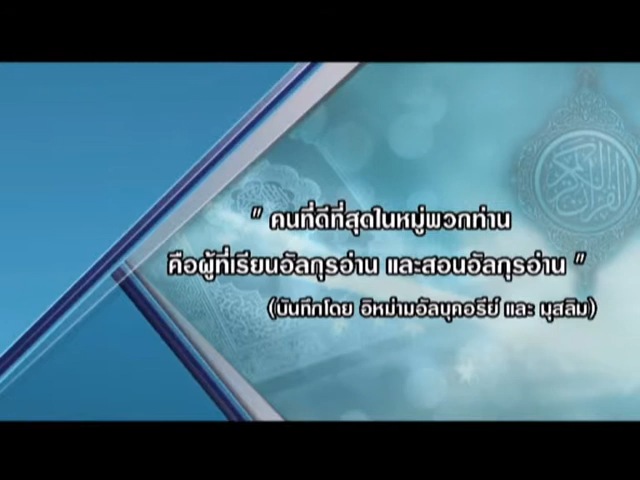 " คนที่ดีที่สุดในหมู่พวกท่าน
คือผู้ที่เรียนอัลกุรอ่าน และสอนอัลกุรอ่าน "
(บันทึกโดย อิหม่ามอัลบุคอรีย์ และ มุสลิม)
القرآن الكريم